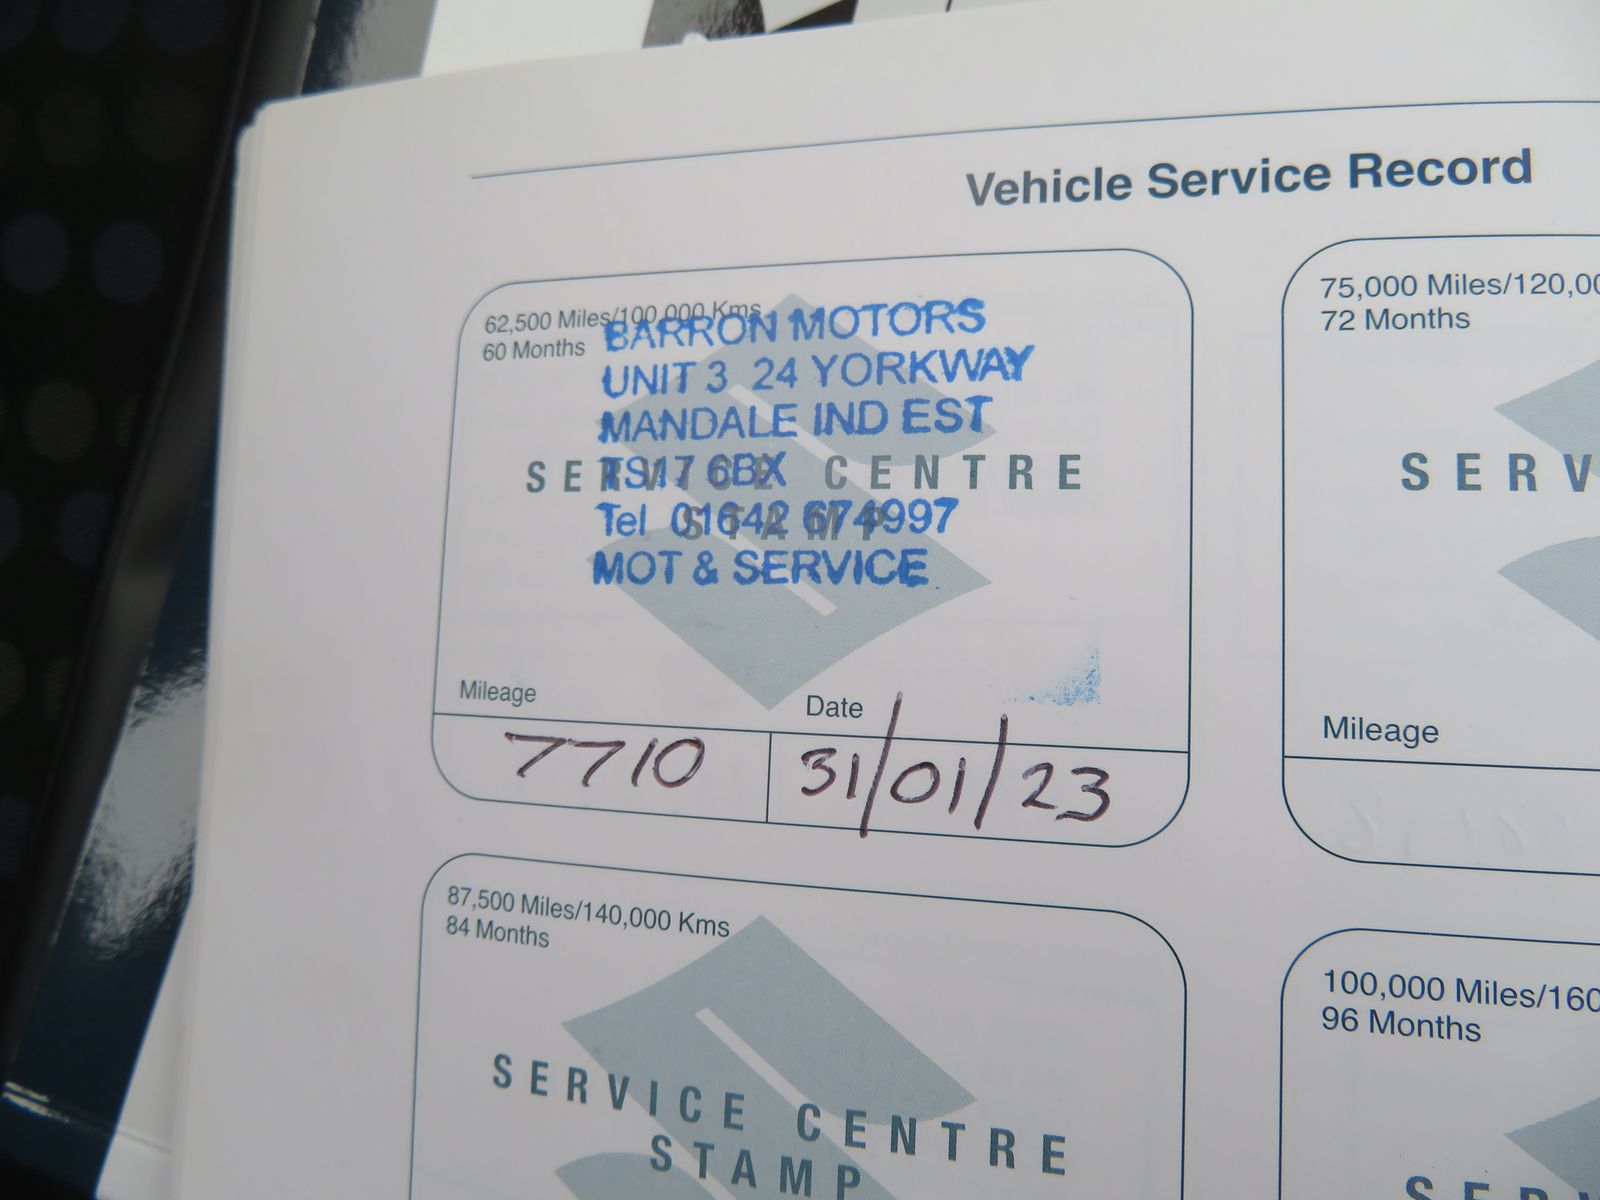 Vehicle Service Record
62,500 Miles/100,000 Kms
60 Months
BARRON MOTORS
UNIT 3 24 YORKWAY
MANDALE IND EST
TS17 6BX
SERVICE CENTRE
STAMP
Tel 01642 674997
MOT & SERVICE
Mileage
Date
7710
31/01/23
75,000 Miles/120,00
72 Months
SERV
Mileage
87,500 Miles/140,000 Kms
84 Months
SERVICE CENTRE
STAMP
100,000 Miles/160
96 Months
SERV